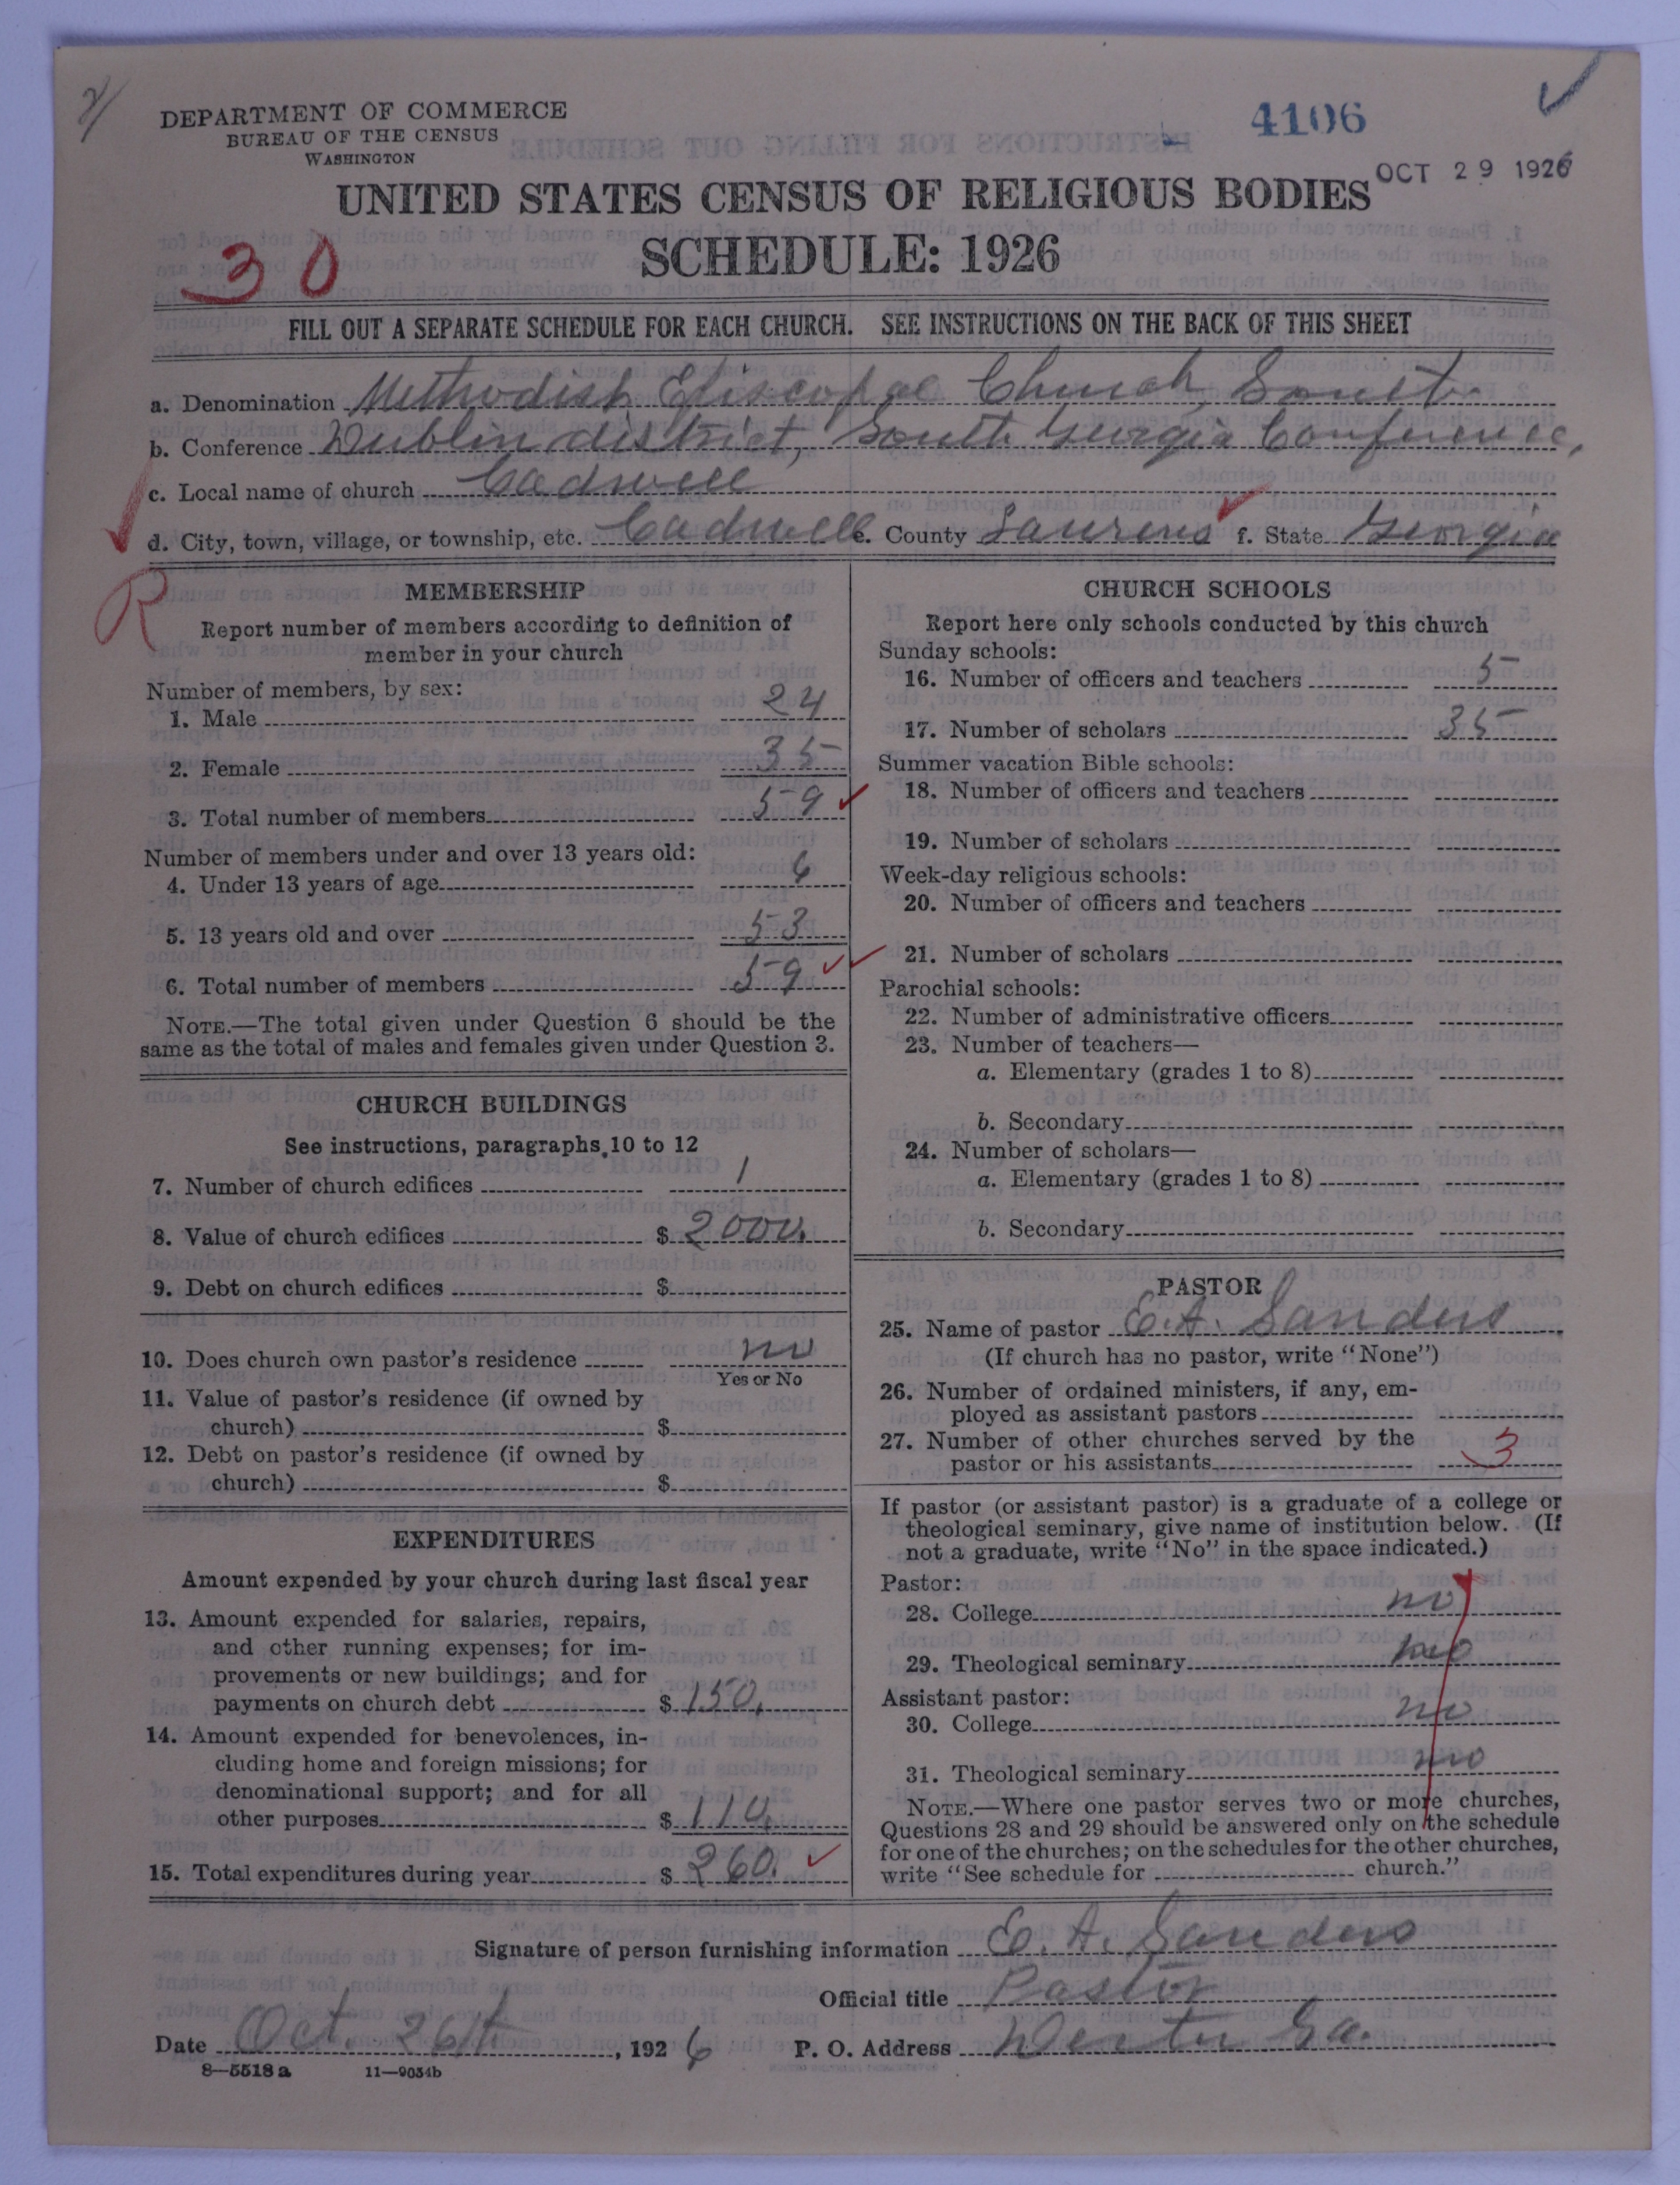 DEPARTMENT OF COMMERCE
BUREAU OF THE CENSUS
WASHINGTON
4106
OCT 29 1926
UNITED STATES CENSUS OF RELIGIOUS BODIES
SCHEDULE: 1926
30
FILL OUT A SEPARATE SCHEDULE FOR EACH CHURCH. SEE INSTRUCTIONS ON THE BACK OF THIS SHEET
a. Denomination Methodist Episcopal Church, South
b. Conference Dublin district, South Georgia Conference,
c. Local name of church Cadwell
d. City, town, village, or township, etc. Cadwell e. County Laurens f. State Georgia
R
MEMBERSHIP
Report number of members according to definition of
member in your church
Number of members, by sex:
1. Male 24
2. Female 35
3. Total number of members 59
Number of members under and over 13 years old:
4. Under 13 years of age 6
5. 13 years old and over 53
6. Total number of members 59
NOTE.—The total given under Question 6 should be the
same as the total of males and females given under Question 3.
CHURCH BUILDINGS
See instructions, paragraphs 10 to 12
7. Number of church edifices 1
8. Value of church edifices $ 2000.
9. Debt on church edifices $
10. Does church own pastor's residence no
Yes or No
11. Value of pastor's residence (if owned by
church) $
12. Debt on pastor's residence (if owned by
church) $
EXPENDITURES
Amount expended by your church during last fiscal year
13. Amount expended for salaries, repairs,
and other running expenses; for im-
provements or new buildings; and for
payments on church debt $ 150.
14. Amount expended for benevolences, in-
cluding home and foreign missions; for
denominational support; and for all
other purposes $ 110.
15. Total expenditures during year $ 260.
CHURCH SCHOOLS
Report here only schools conducted by this church
Sunday schools:
16. Number of officers and teachers 5
17. Number of scholars 35
Summer vacation Bible schools:
18. Number of officers and teachers
19. Number of scholars
Week-day religious schools:
20. Number of officers and teachers
21. Number of scholars
Parochial schools:
22. Number of administrative officers
23. Number of teachers—
a. Elementary (grades 1 to 8)
b. Secondary
24. Number of scholars—
a. Elementary (grades 1 to 8)
b. Secondary
PASTOR
25. Name of pastor E. A. Sanders
(If church has no pastor, write "None")
26. Number of ordained ministers, if any, em-
ployed as assistant pastors
27. Number of other churches served by the
pastor or his assistants 3
If pastor (or assistant pastor) is a graduate of a college or
theological seminary, give name of institution below. (If
not a graduate, write "No" in the space indicated.)
Pastor:
28. College no
29. Theological seminary no
Assistant pastor:
30. College no
31. Theological seminary no
NOTE.—Where one pastor serves two or more churches,
Questions 28 and 29 should be answered only on the schedule
for one of the churches; on the schedules for the other churches,
write "See schedule for church."
Signature of person furnishing information E. A. Sanders
Official title Pastor
Date Oct. 26th, 1926 P. O. Address Dexter Ga.
8—5518 a 11—9034b